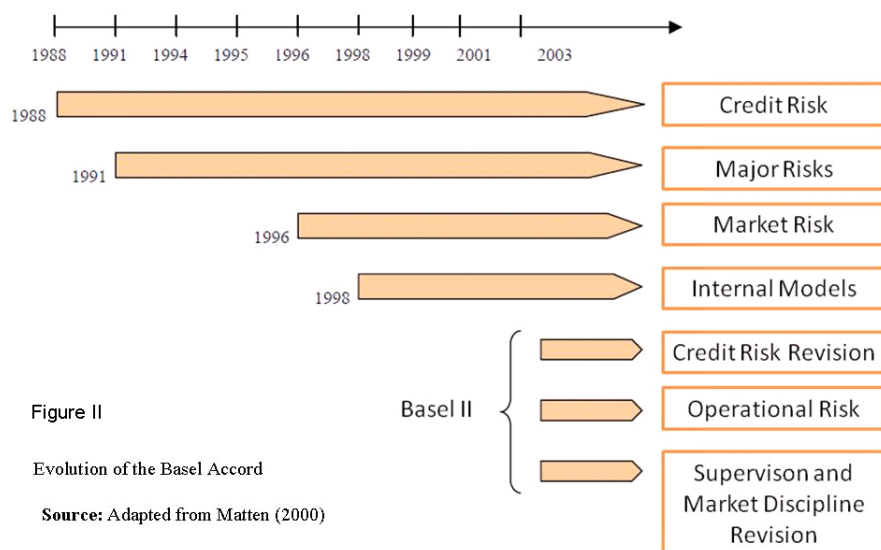 1988 1991 1994 1995 1996 1998 1999 2001 2003
1988
Credit Risk
1991
Major Risks
1996
Market Risk
1998
Internal Models
Credit Risk Revision
Basel II
Operational Risk
Supervison and
Market Discipline
Revision
Figure II
Evolution of the Basel Accord
Source: Adapted from Matten (2000)